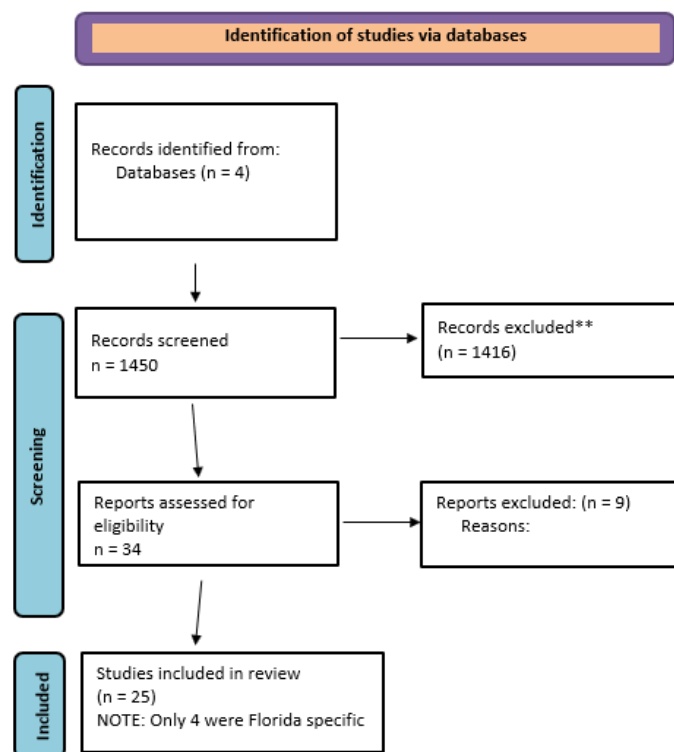 Identification of studies via databases
Identification
Records identified from:
Databases (n = 4)
Screening
Records screened
n = 1450
Records excluded**
(n = 1416)
Reports assessed for
eligibility
n = 34
Reports excluded: (n = 9)
Reasons:
Included
Studies included in review
(n = 25)
NOTE: Only 4 were Florida specific